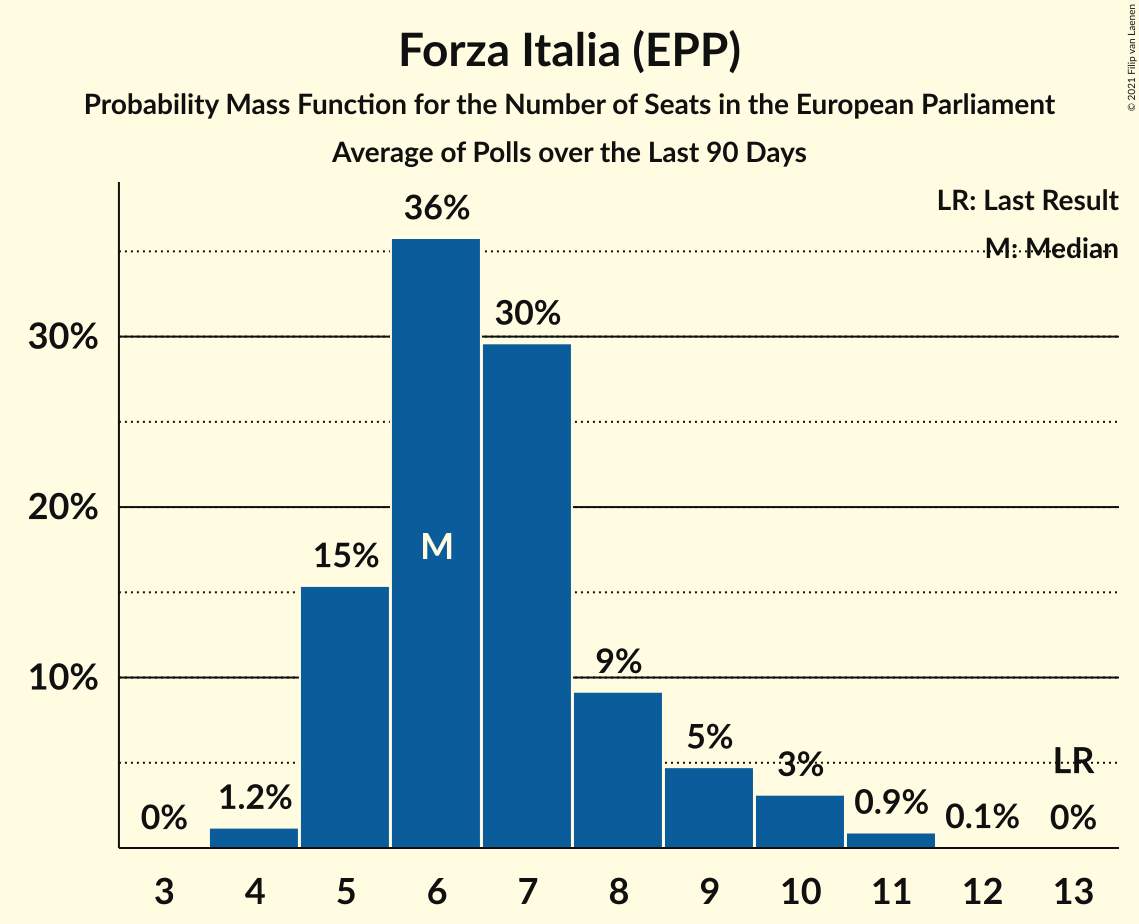 Forza Italia (EPP)
Probability Mass Function for the Number of Seats in the European Parliament
Average of Polls over the Last 90 Days
© 2021 Filip van Laenen
LR: Last Result
M: Median
36%
30%
30%
20%
15%
M
10%
9%
5%
3%
LR
0%
1.2%
0.9%
0.1%
0%
3 4 5 6 7 8 9 10 11 12 13